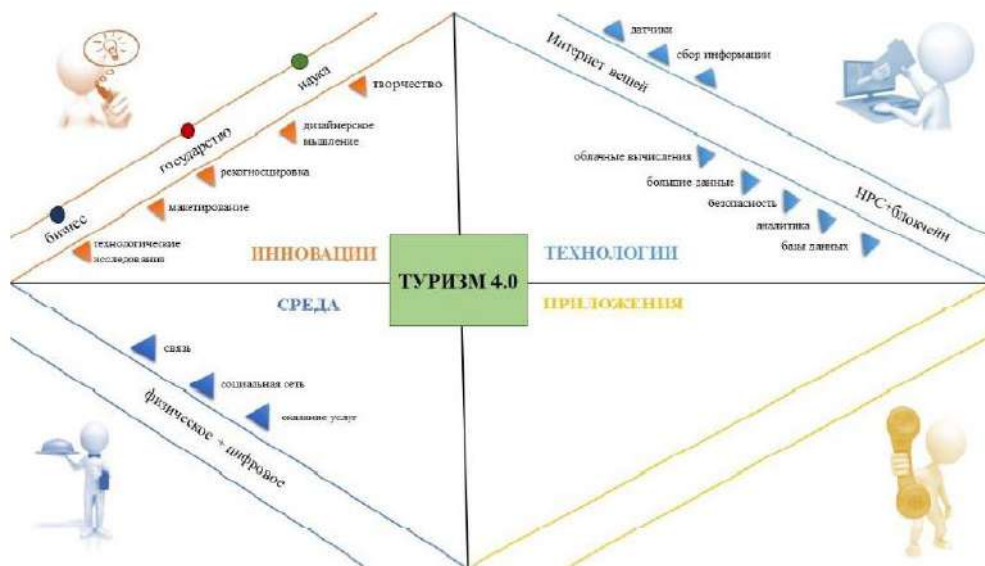 наука
государство
бизнес
творчество
дизайнерское
мышление
рекогносцировка
макетирование
технологические
исследования
ИННОВАЦИИ
датчики
сбор информации
Интернет вещей
облачные вычисления
большие данные
безопасность
аналитика
базы данных
HPC+блокчейн
ТЕХНОЛОГИИ
ТУРИЗМ 4.0
СРЕДА
связь
социальная сеть
оказание услуг
физическое + цифровое
ПРИЛОЖЕНИЯ